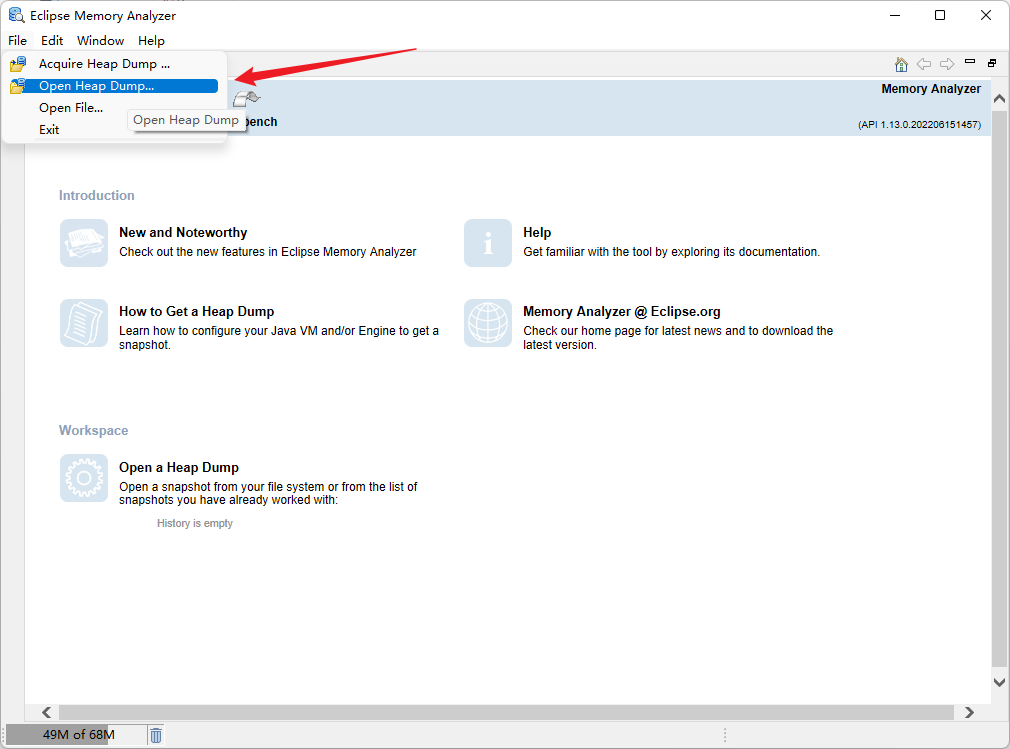 Eclipse Memory Analyzer
File Edit Window Help
Acquire Heap Dump ...
Open Heap Dump...
Open File...
Exit
Open Heap Dump
bench
Memory Analyzer
(API 1.13.0.202206151457)
Introduction
New and Noteworthy
Check out the new features in Eclipse Memory Analyzer
Help
Get familiar with the tool by exploring its documentation.
How to Get a Heap Dump
Learn how to configure your Java VM and/or Engine to get a
snapshot.
Memory Analyzer @ Eclipse.org
Check our home page for latest news and to download the
latest version.
Workspace
Open a Heap Dump
Open a snapshot from your file system or from the list of
snapshots you have already worked with:
History is empty
49M of 68M